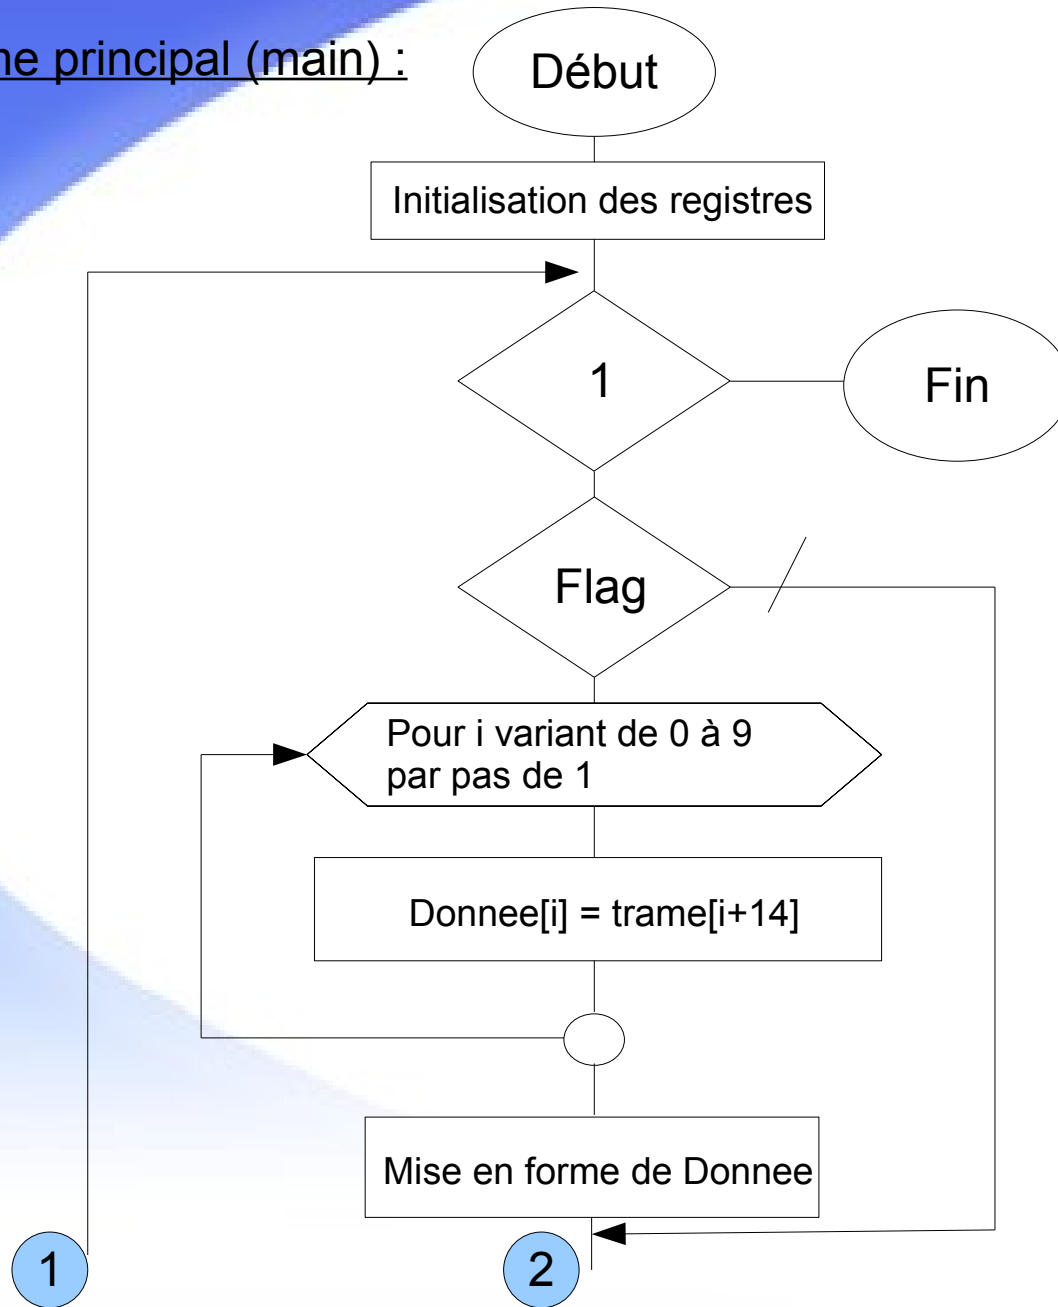 principal (main) :
Début
Initialisation des registres
1
Fin
Flag
Pour i variant de 0 à 9
par pas de 1
Donnee[i] = trame[i+14]
Mise en forme de Donnee
1
2